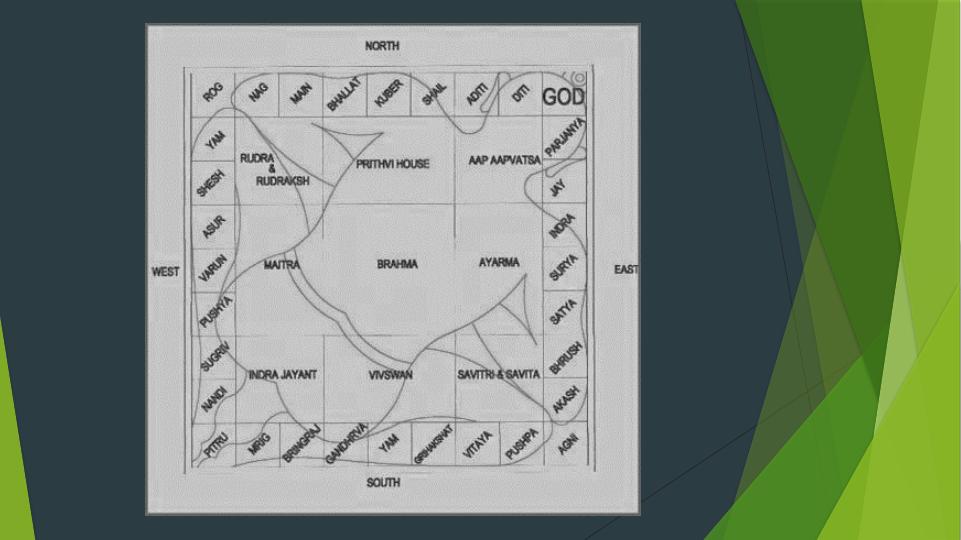 NORTH
ROG NAG MAIN BHALLAT KUBER SHAIL ADITI DITI GOD
YAM
PARJANYA
RUDRA
&
RUDRAKSH
PRITHVI HOUSE
AAP AAPVATSA
SHESH
JAY
ASUR
INDRA
WEST
VARUN
MAITRA
BRAHMA
AYARMA
SURYA
EAST
PUSHYA
SATYA
SUGRIV
BHRUSH
INDRA JAYANT
VIVSWAN
SAVITRI & SAVITA
NANDI
AKASH
PITRU MRIG BRINGRAJ GANDHRVA YAM GRIHAKSHAT VITAYA PUSHPA AGNI
SOUTH